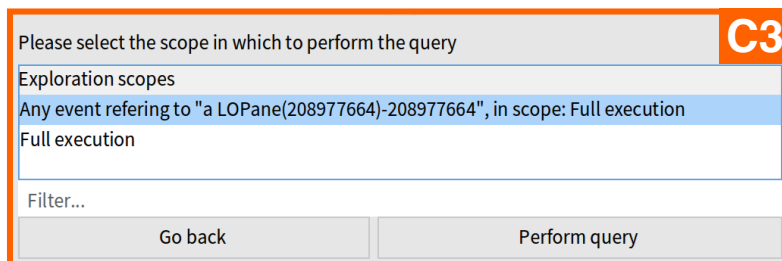 Please select the scope in which to perform the query
C3
Exploration scopes
Any event refering to "a LOPane(208977664)-208977664", in scope: Full execution
Full execution
Filter...
Go back
Perform query